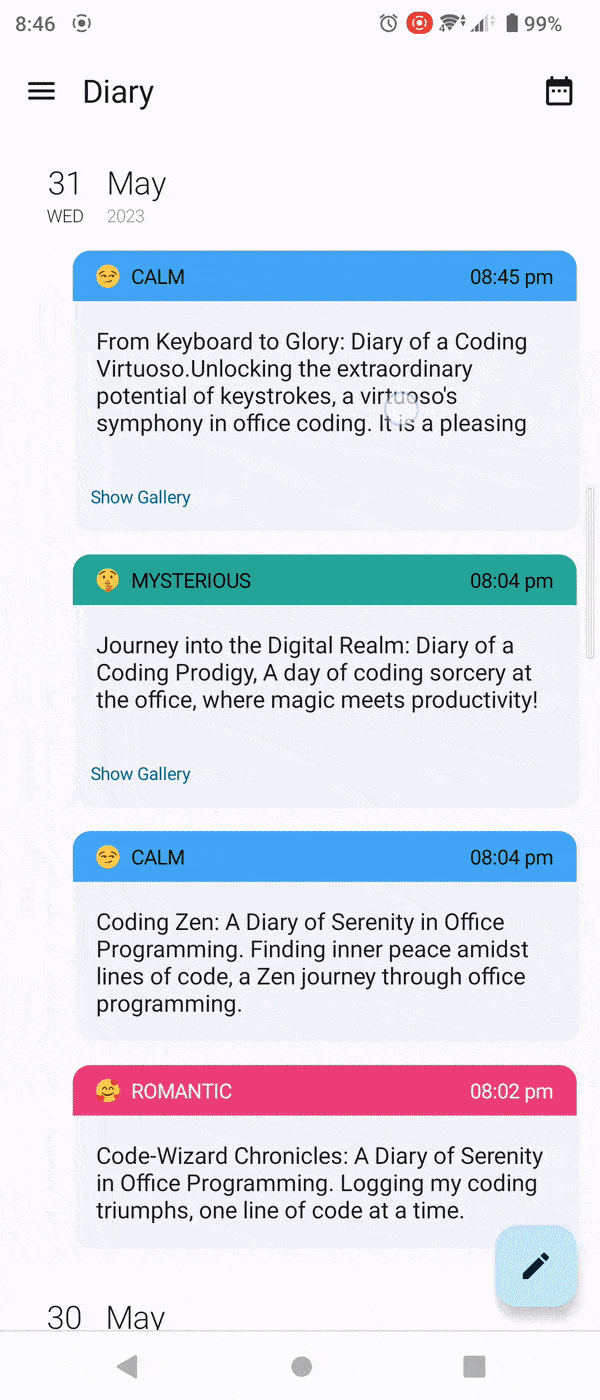 8:46
99%
Diary
31 May
WED 2023
CALM 08:45 pm
From Keyboard to Glory: Diary of a Coding
Virtuoso.Unlocking the extraordinary
potential of keystrokes, a virtuoso's
symphony in office coding. It is a pleasing
Show Gallery
MYSTERIOUS 08:04 pm
Journey into the Digital Realm: Diary of a
Coding Prodigy, A day of coding sorcery at
the office, where magic meets productivity!
Show Gallery
CALM 08:04 pm
Coding Zen: A Diary of Serenity in Office
Programming. Finding inner peace amidst
lines of code, a Zen journey through office
programming.
ROMANTIC 08:02 pm
Code-Wizard Chronicles: A Diary of Serenity
in Office Programming. Logging my coding
triumphs, one line of code at a time.
30 May